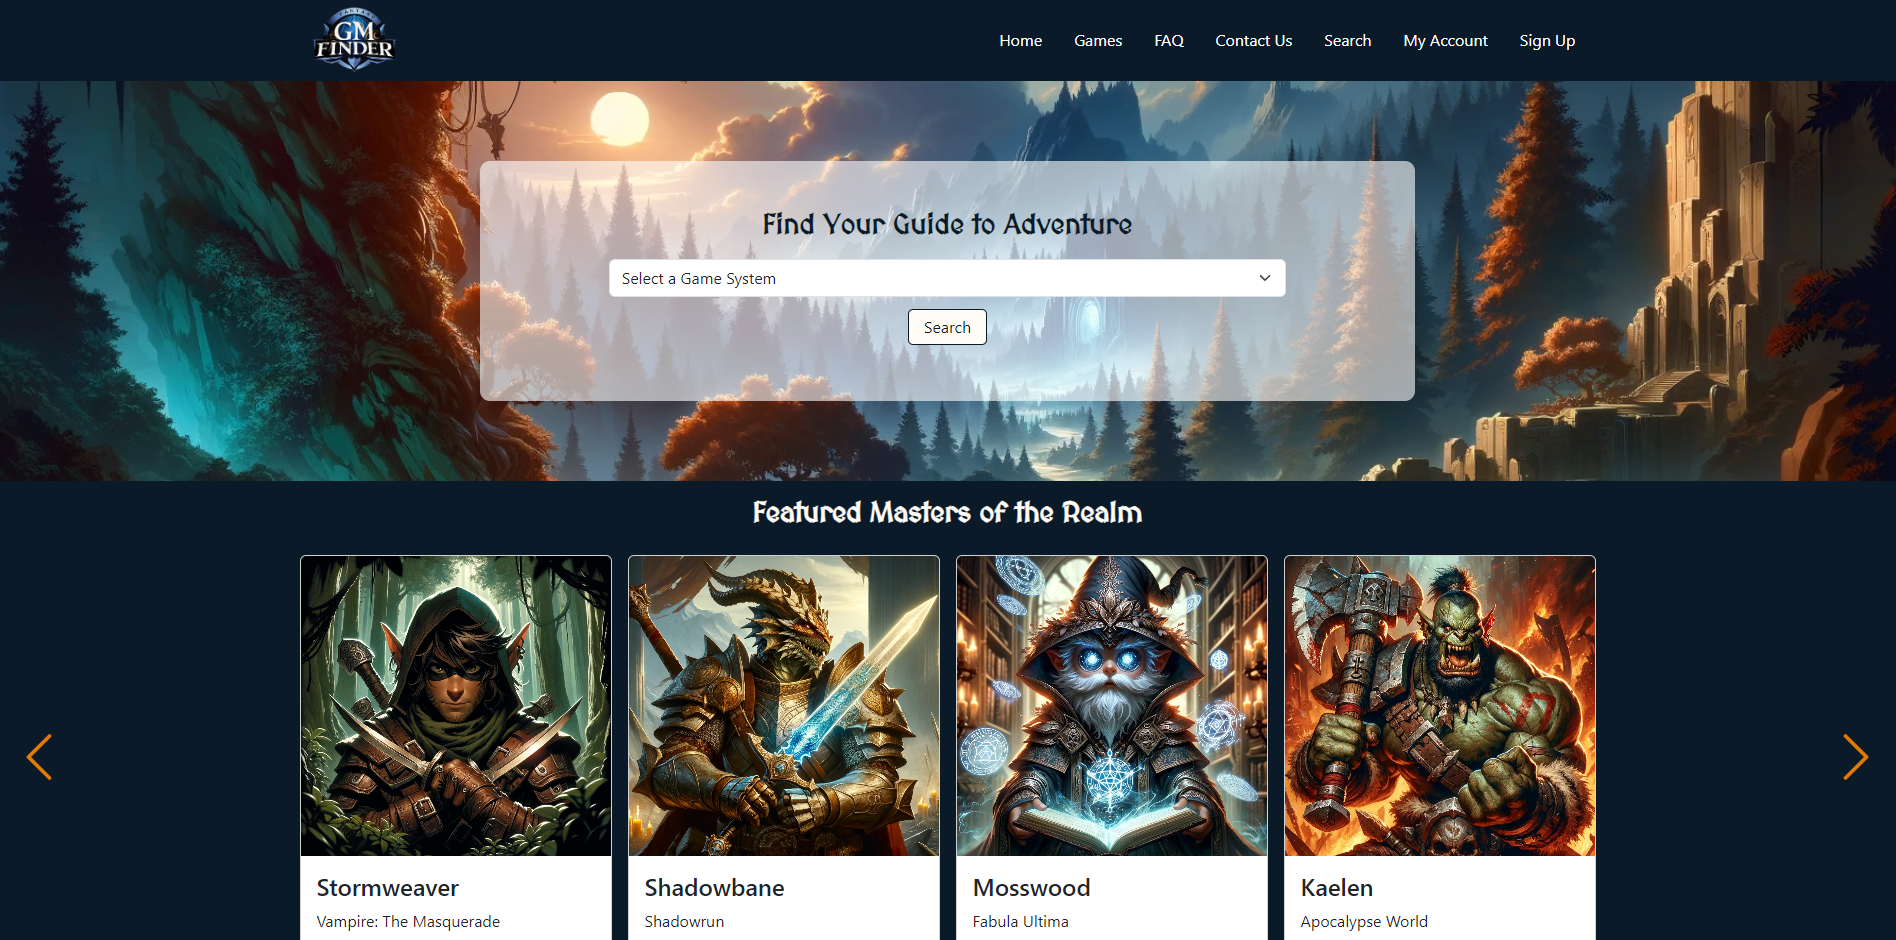 GM
FINDER
Home Games FAQ Contact Us Search My Account Sign Up
Find Your Guide to Adventure
Select a Game System
Search
Featured Masters of the Realm
Stormweaver Shadowbane Mosswood Kaelen
Vampire: The Masquerade Shadowrun Fabula Ultima Apocalypse World